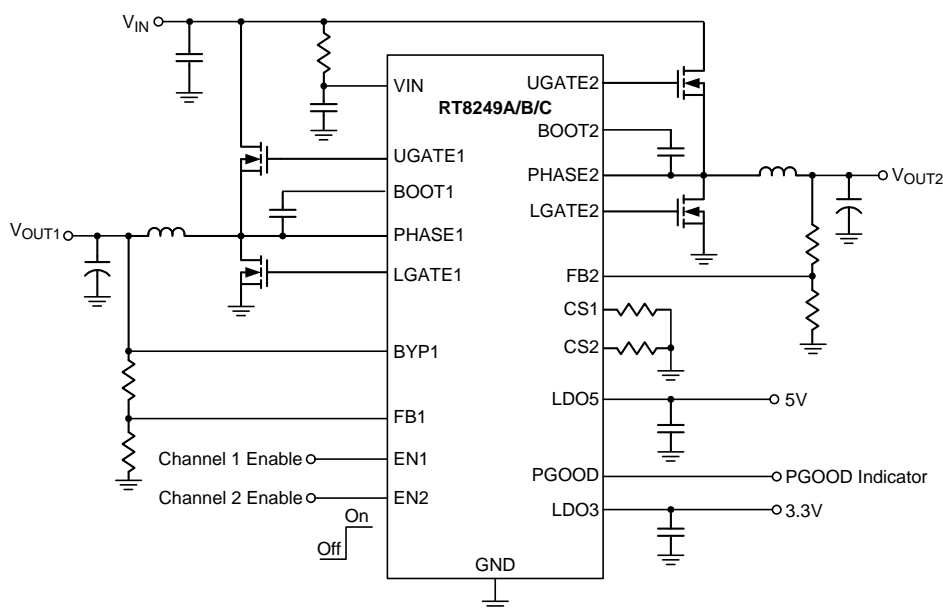 VIN
VIN
RT8249A/B/C
UGATE2
BOOT2
UGATE1
BOOT1
PHASE2
VOUT2
LGATE2
VOUT1
PHASE1
LGATE1
FB2
CS1
BYP1
CS2
LDO5
5V
FB1
Channel 1 Enable
EN1
PGOOD
PGOOD Indicator
Channel 2 Enable
EN2
LDO3
3.3V
On
Off
GND